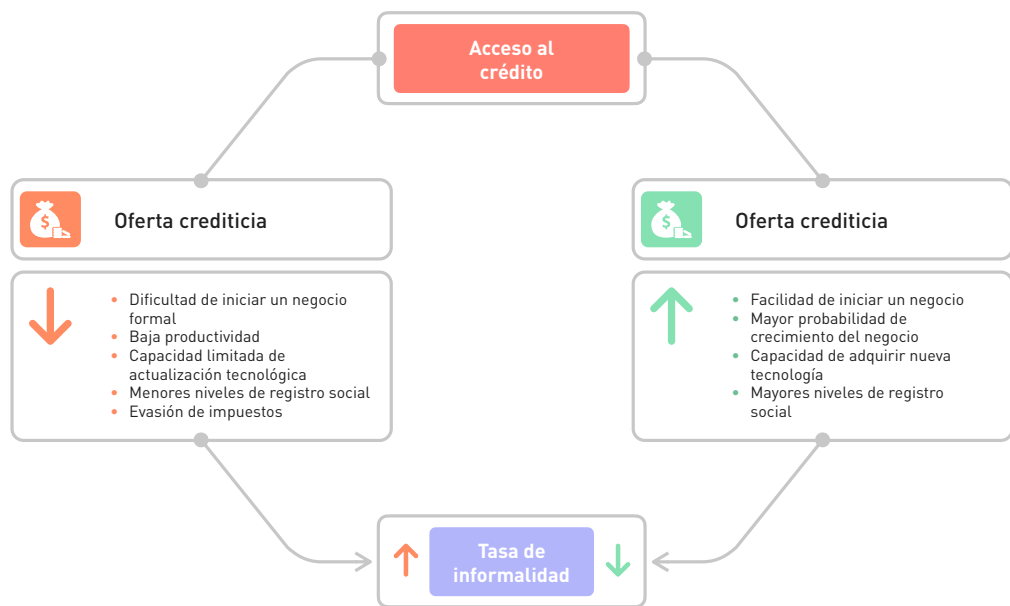 Acceso al
crédito
Oferta crediticia
Dificultad de iniciar un negocio
formal
Baja productividad
Capacidad limitada de
actualización tecnológica
Menores niveles de registro social
Evasión de impuestos
Oferta crediticia
Facilidad de iniciar un negocio
Mayor probabilidad de
crecimiento del negocio
Capacidad de adquirir nueva
tecnología
Mayores niveles de registro
social
Tasa de
informalidad